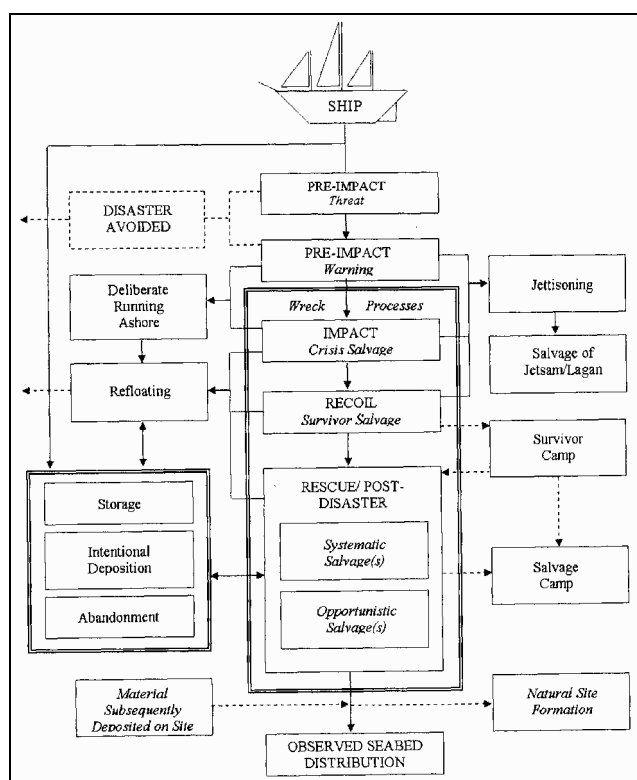 SHIP
PRE-IMPACT
Threat
DISASTER
AVOIDED
PRE-IMPACT
Warning
Deliberate
Running
Ashore
Jettisoning
Wreck Processes
IMPACT
Crisis Salvage
Salvage of
Jetsam/Lagan
Refloating
RECOIL
Survivor Salvage
Survivor
Camp
RESCUE/ POST-
DISASTER
Storage
Systematic
Salvage(s)
Intentional
Deposition
Salvage
Camp
Opportunistic
Salvage(s)
Abandonment
Material
Subsequently
Deposited on Site
Natural Site
Formation
OBSERVED SEABED
DISTRIBUTION